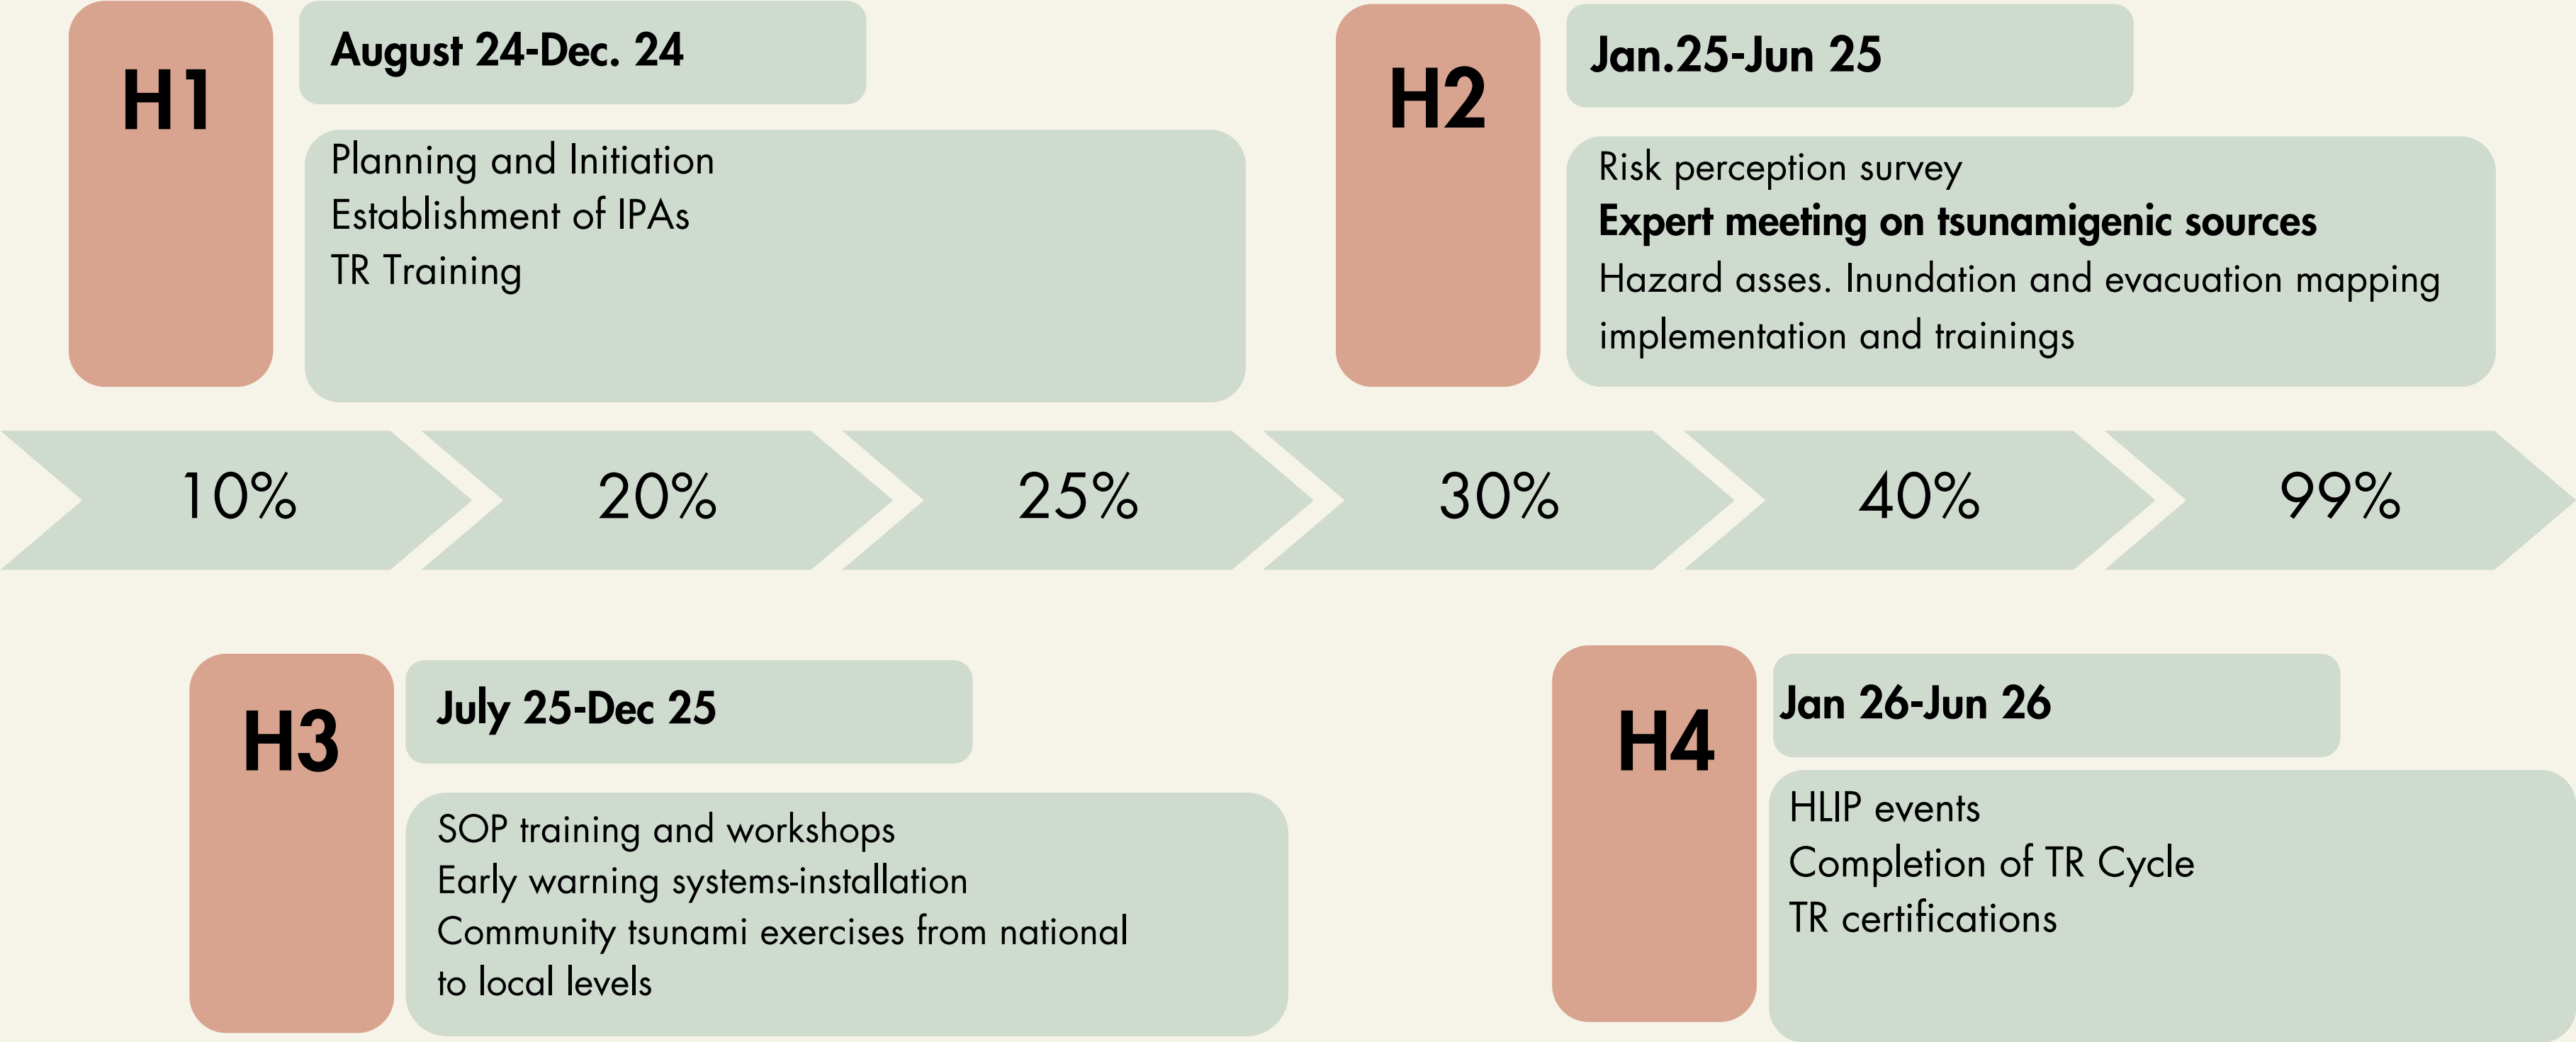 H1
August 24-Dec. 24
Planning and Initiation
Establishment of IPAs
TR Training
H2
Jan.25-Jun 25
Risk perception survey
Expert meeting on tsunamigenic sources
Hazard asses. Inundation and evacuation mapping
implementation and trainings
10%
20%
25%
30%
40%
99%
H3
July 25-Dec 25
SOP training and workshops
Early warning systems-installation
Community tsunami exercises from national
to local levels
H4
Jan 26-Jun 26
HLIP events
Completion of TR Cycle
TR certifications